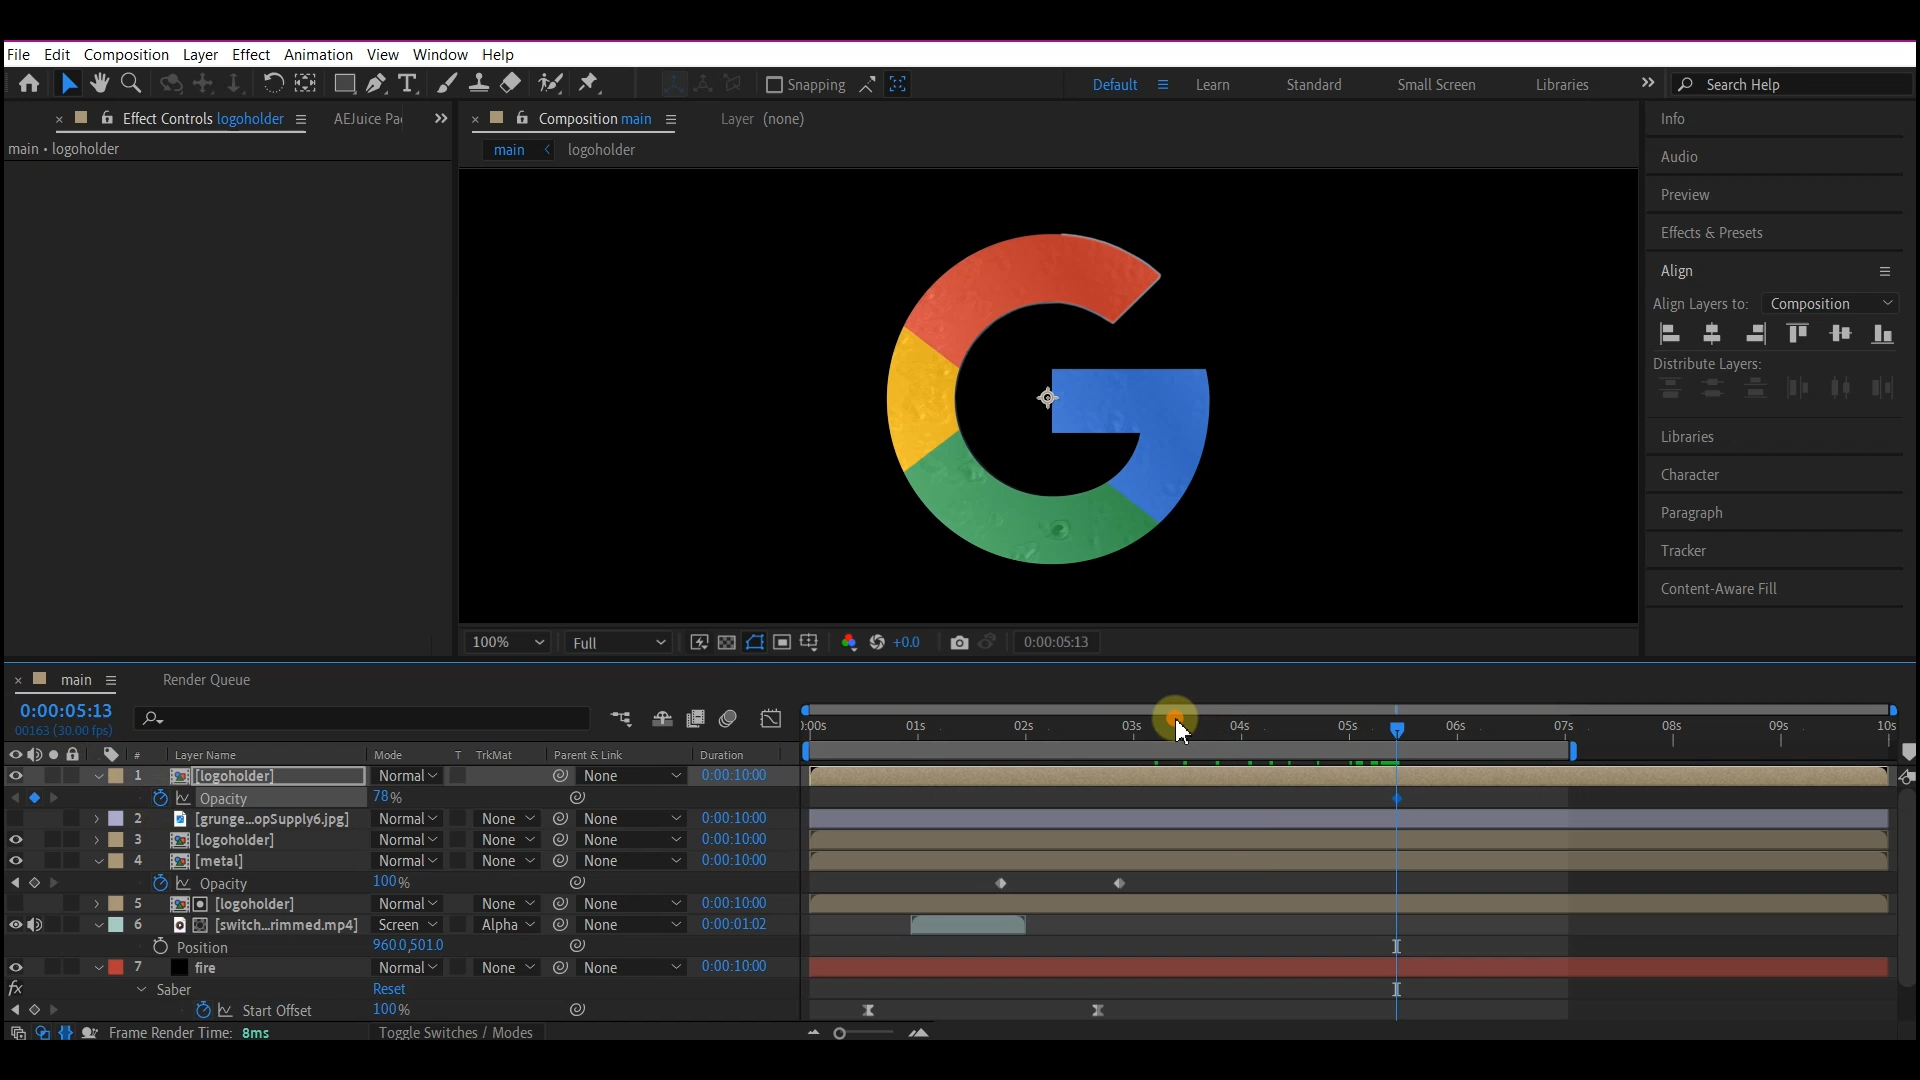 File Edit Composition Layer Effect Animation View Window Help
Snapping Default Learn Standard Small Screen Libraries Search Help
Effect Controls logoholder AEJuice Pa Composition main Layer (none) Info
main • logoholder main logoholder
Audio
Preview
Effects & Presets
Align
Align Layers to: Composition
Distribute Layers:
Libraries
Character
Paragraph
Tracker
Content-Aware Fill
100% Full +0.0 0:00:05:13
main Render Queue
0:00:05:13
00163 (30.00 fps)
):00s 01s 02s 03s 04s 05s 06s 07s 08s 09s 10s
# Layer Name Mode T TrkMat Parent & Link Duration
1 [logoholder] Normal None 0:00:10:00
Opacity 78%
2 [grunge...opSupply6.jpg] Normal None None 0:00:10:00
3 [logoholder] Normal None None 0:00:10:00
4 [metal] Normal None None 0:00:10:00
Opacity 100%
5 [logoholder] Normal None None 0:00:10:00
6 [switch...rimmed.mp4] Screen Alpha None 0:00:01:02
Position 960.0,501.0
7 fire Normal None None 0:00:10:00
fx Saber Reset
Start Offset 100%
Frame Render Time: 8ms Toggle Switches / Modes